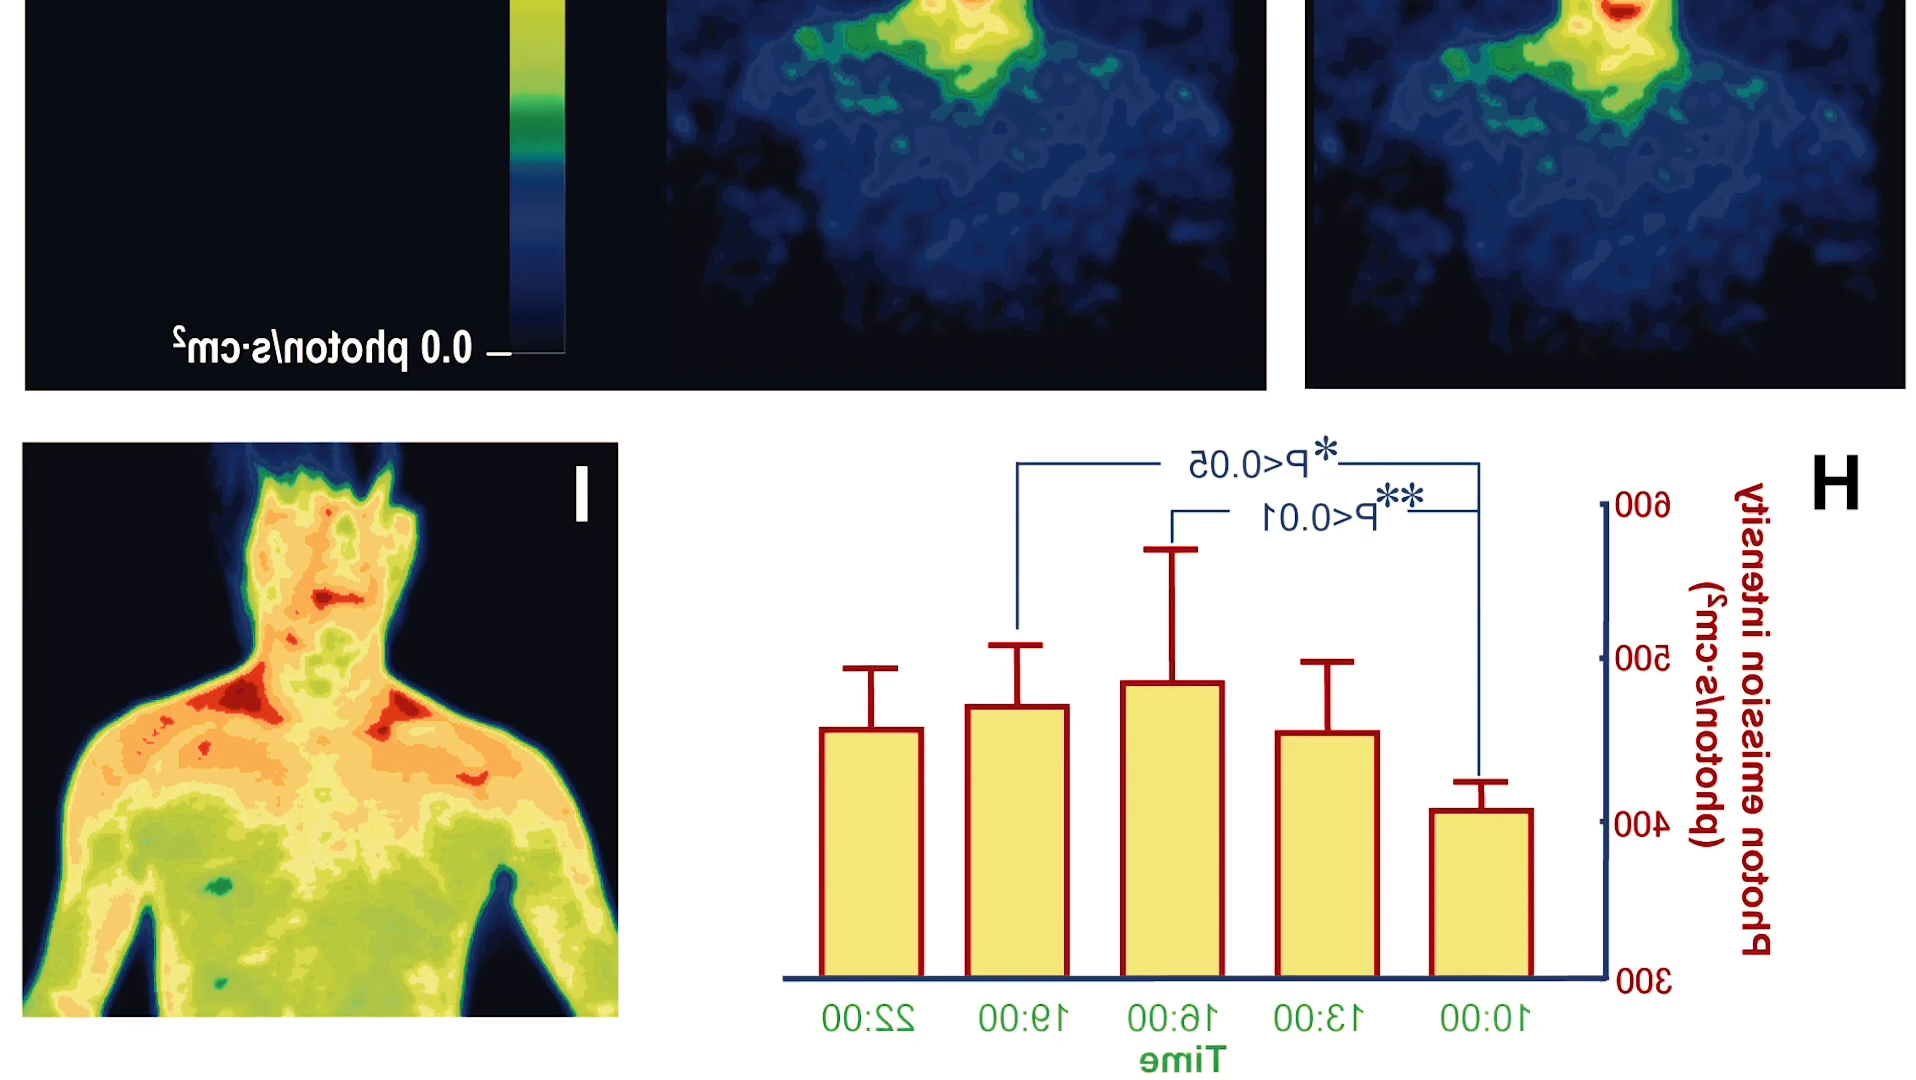 0.0 photon/s·cm²
H
Photon emission intensity
(photon/s·cm²)
600
500
400
300
*P<0.05
**P<0.01
10:00 13:00 16:00 19:00 22:00
Time
I